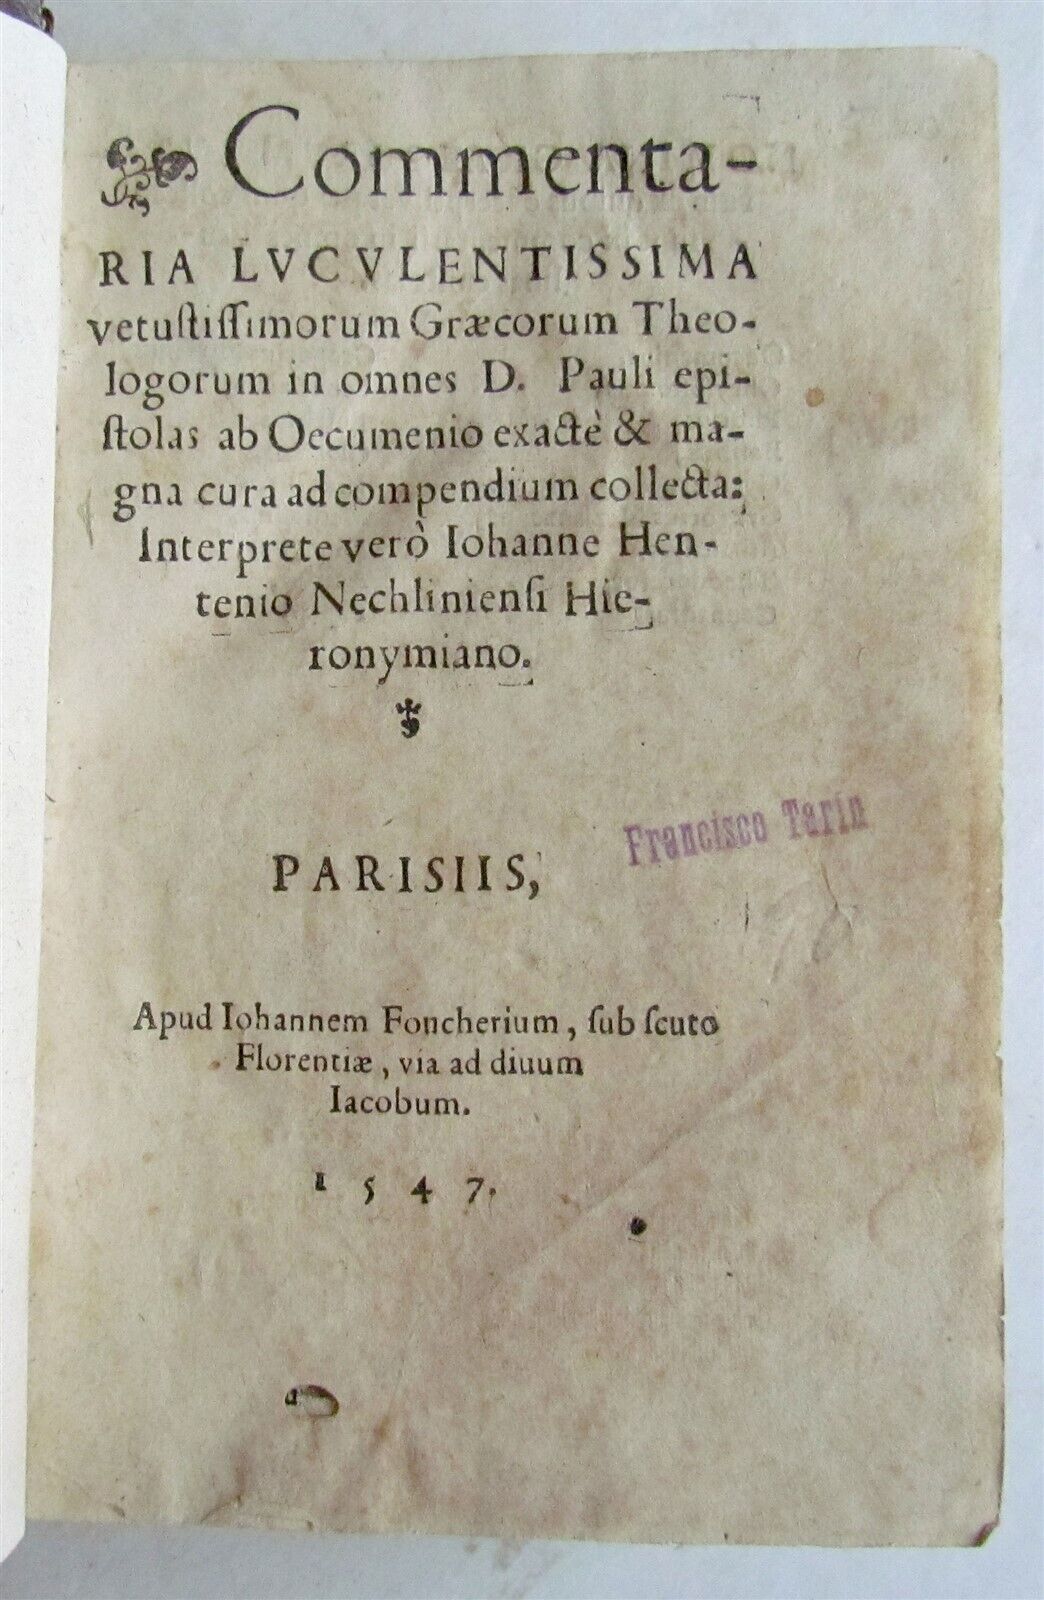 Commenta-
RIA LVCVLENTISSIMA
vetuſtiſſimorum Græcorum Theo-
logorum in omnes D. Pauli epi-
ſtolas ab Oecumenio exactè & ma-
gna cura ad compendium collecta:
Interprete verò Iohanne Hen-
tenio Nechlinienſi Hie-
ronymiano.
Francisco Tarin
PARISIIS,
Apud Iohannem Foncherium, ſub ſcuto
Florentiæ, via ad diuum
Iacobum.
1547.